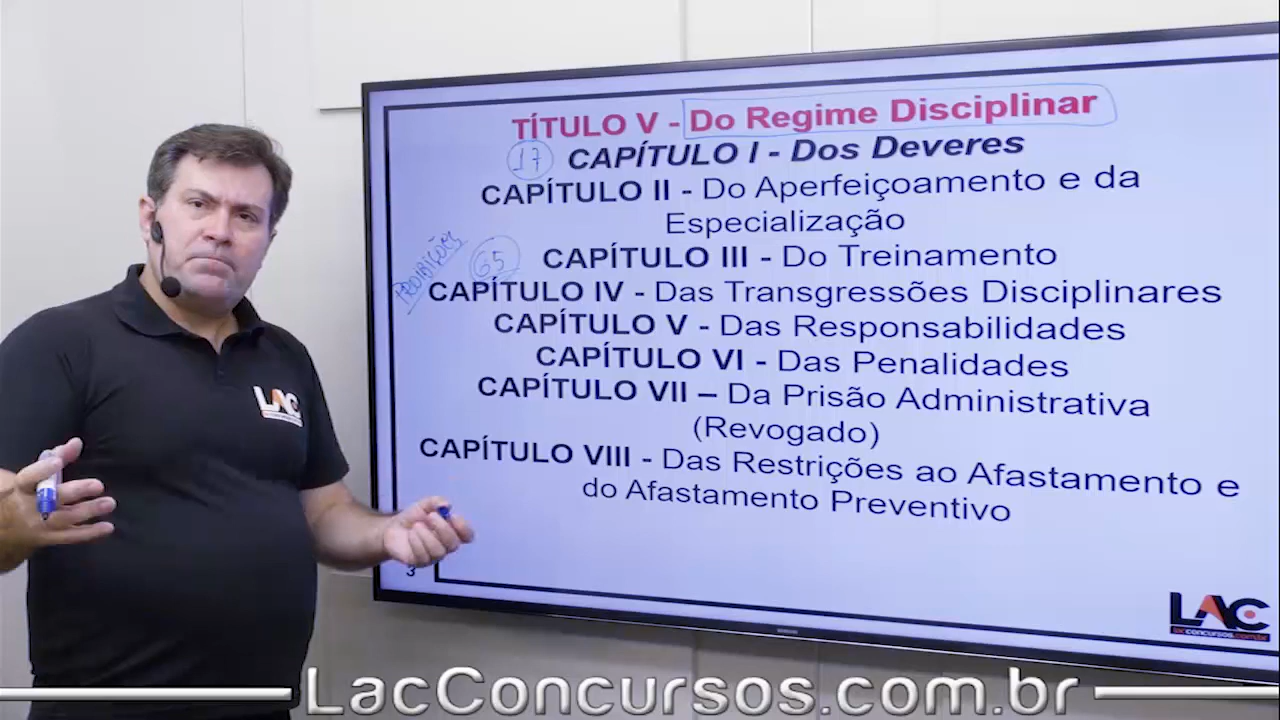 TÍTULO V - Do Regime Disciplinar
17 CAPÍTULO I - Dos Deveres
CAPÍTULO II - Do Aperfeiçoamento e da
Especialização
PROIBIÇÕES 65 CAPÍTULO III - Do Treinamento
CAPÍTULO IV - Das Transgressões Disciplinares
CAPÍTULO V - Das Responsabilidades
CAPÍTULO VI - Das Penalidades
CAPÍTULO VII – Da Prisão Administrativa
(Revogado)
CAPÍTULO VIII - Das Restrições ao Afastamento e
do Afastamento Preventivo
3
LAC
LAC
lacconcursos.com.br
LacConcursos.com.br